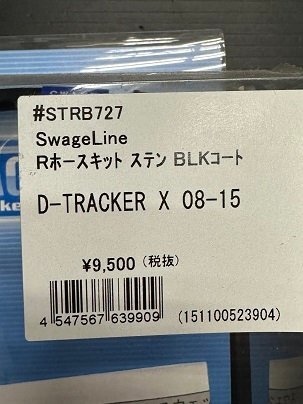 #STRB727
SwageLine
Rホースキット ステン BLKコート
D-TRACKER X 08-15
¥9,500 (税抜)
4 547567 639909
(151100523904)